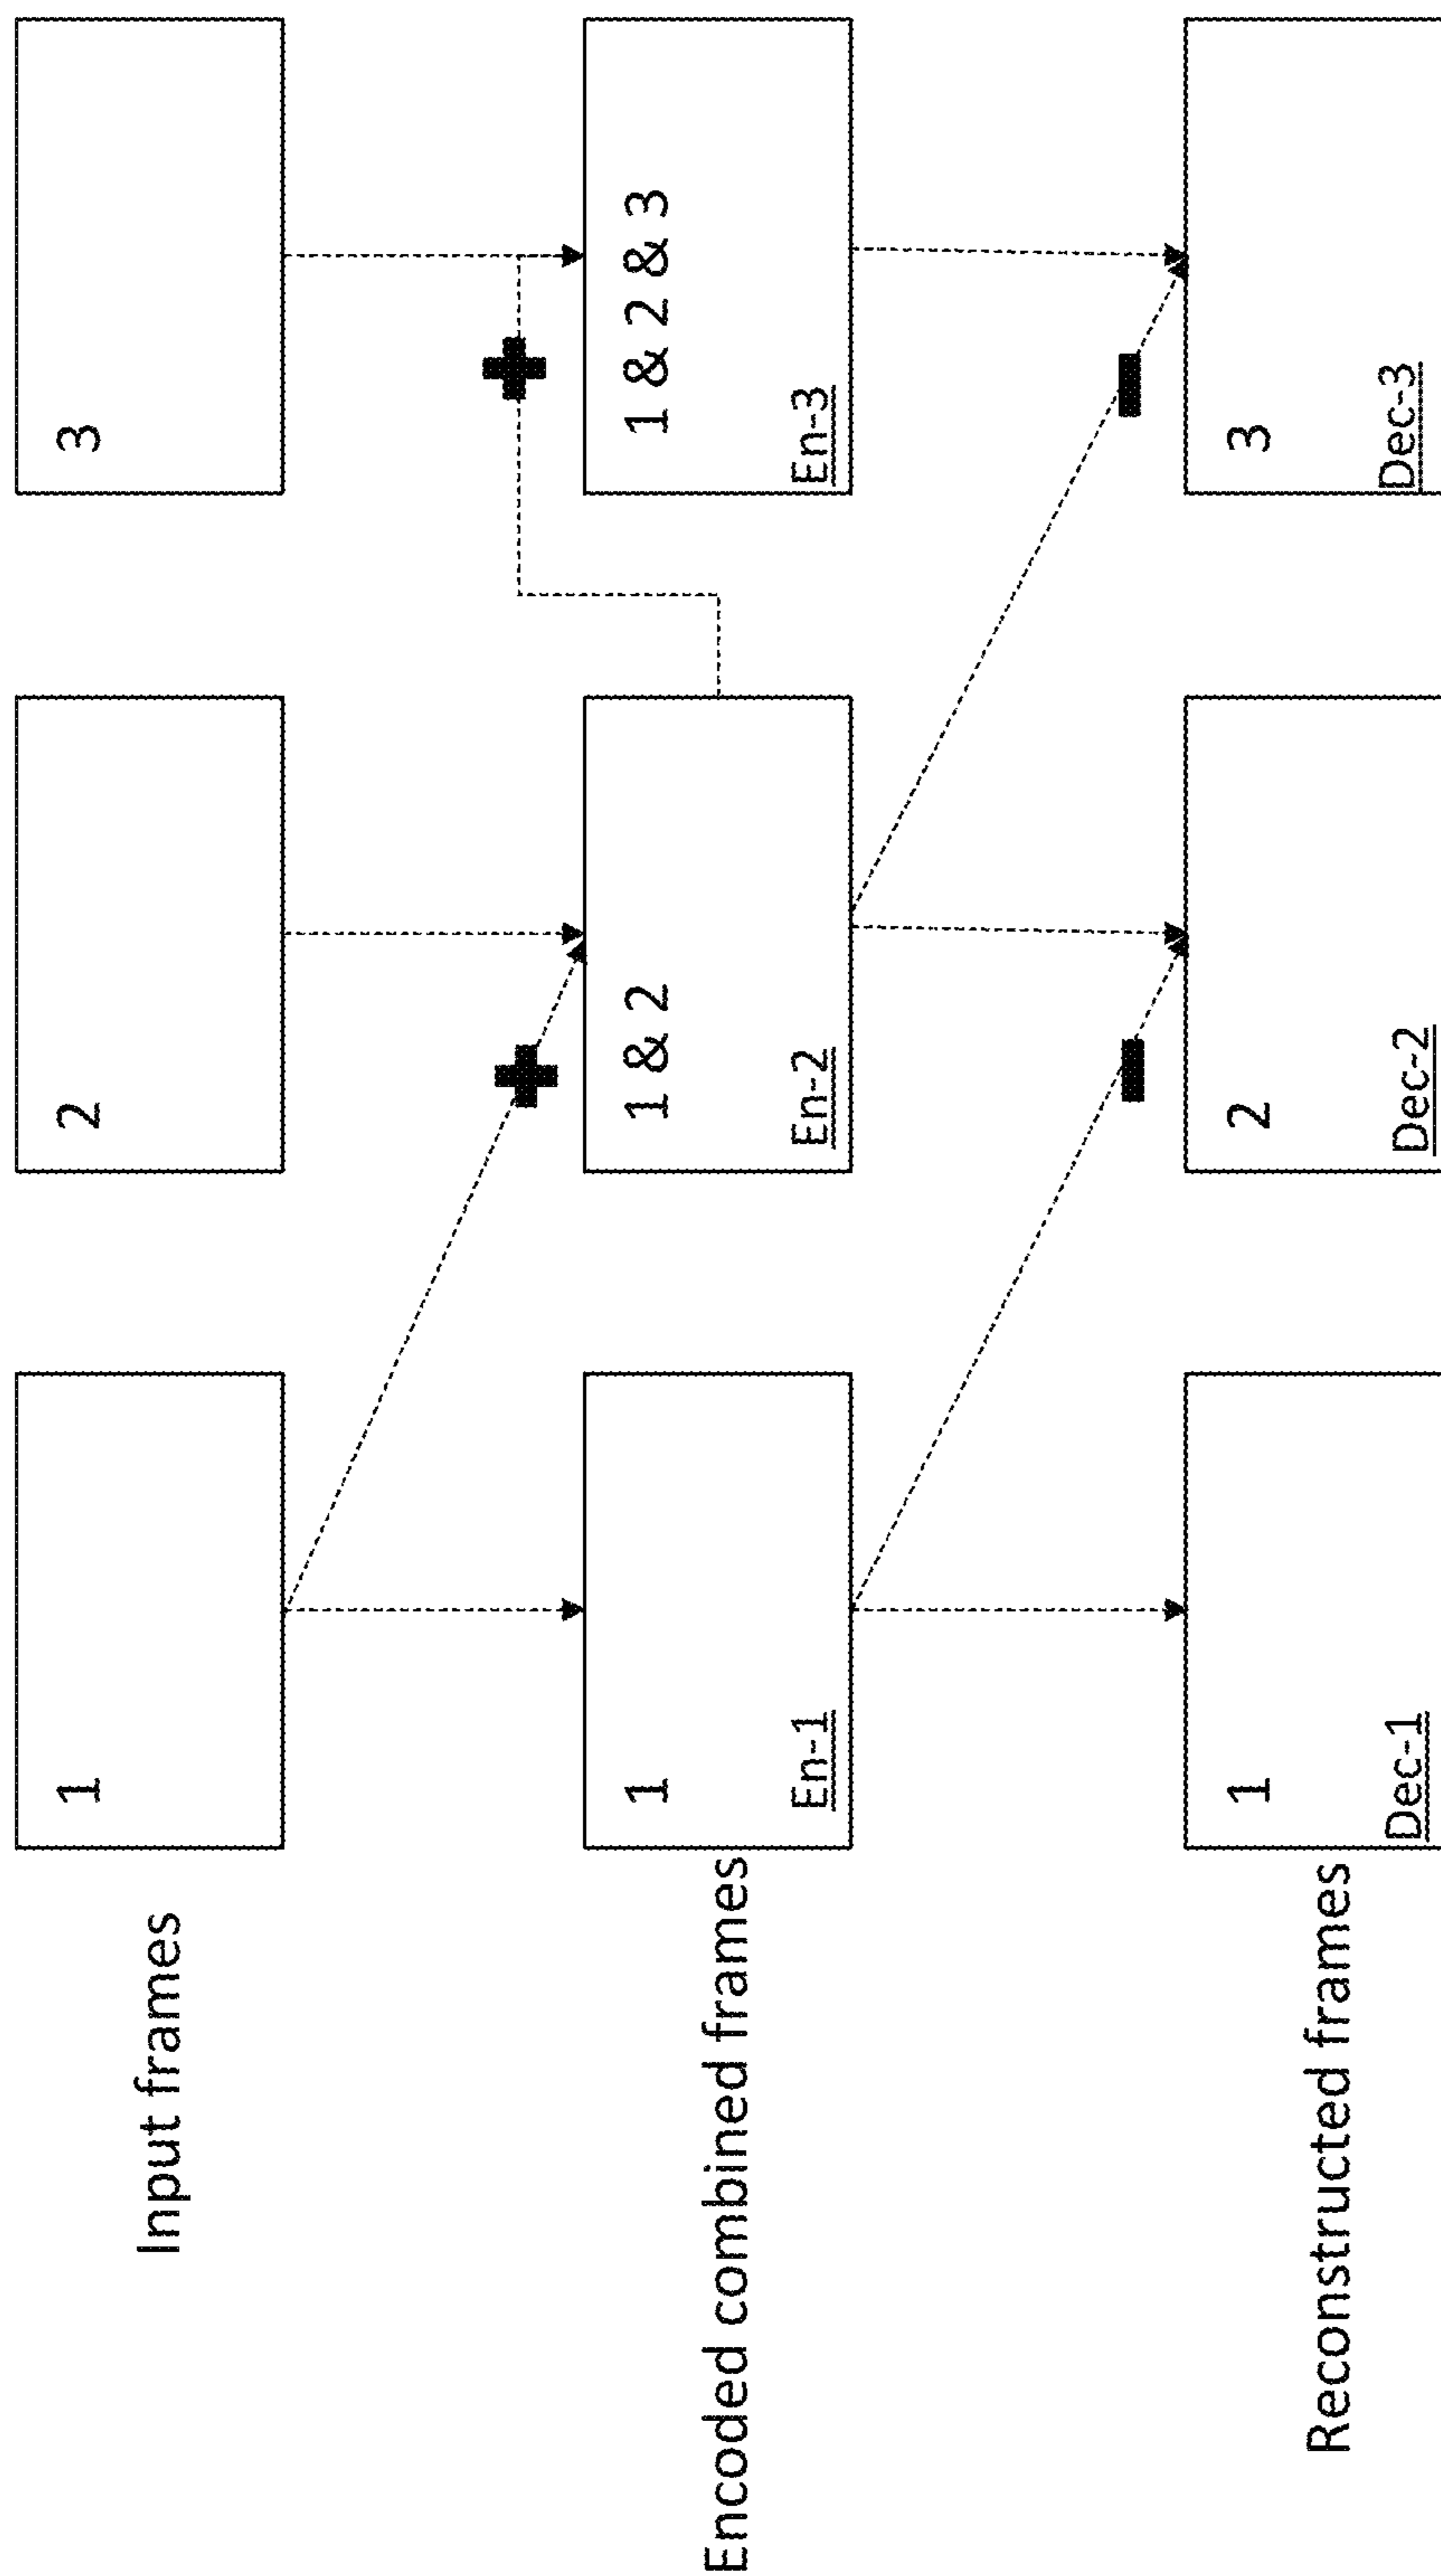 Input frames
1
2
3
Encoded combined frames
1
En-1
1 & 2
En-2
1 & 2 & 3
En-3
Reconstructed frames
1
Dec-1
2
Dec-2
3
Dec-3